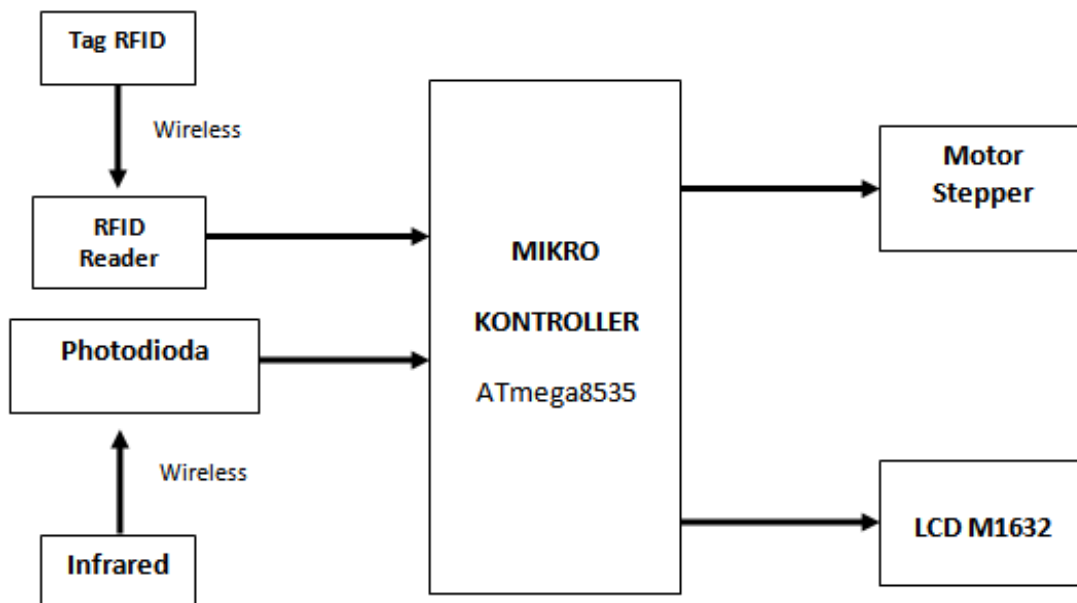 Tag RFID
Wireless
RFID
Reader
Photodioda
Wireless
Infrared
MIKRO
KONTROLLER
ATmega8535
Motor
Stepper
LCD M1632